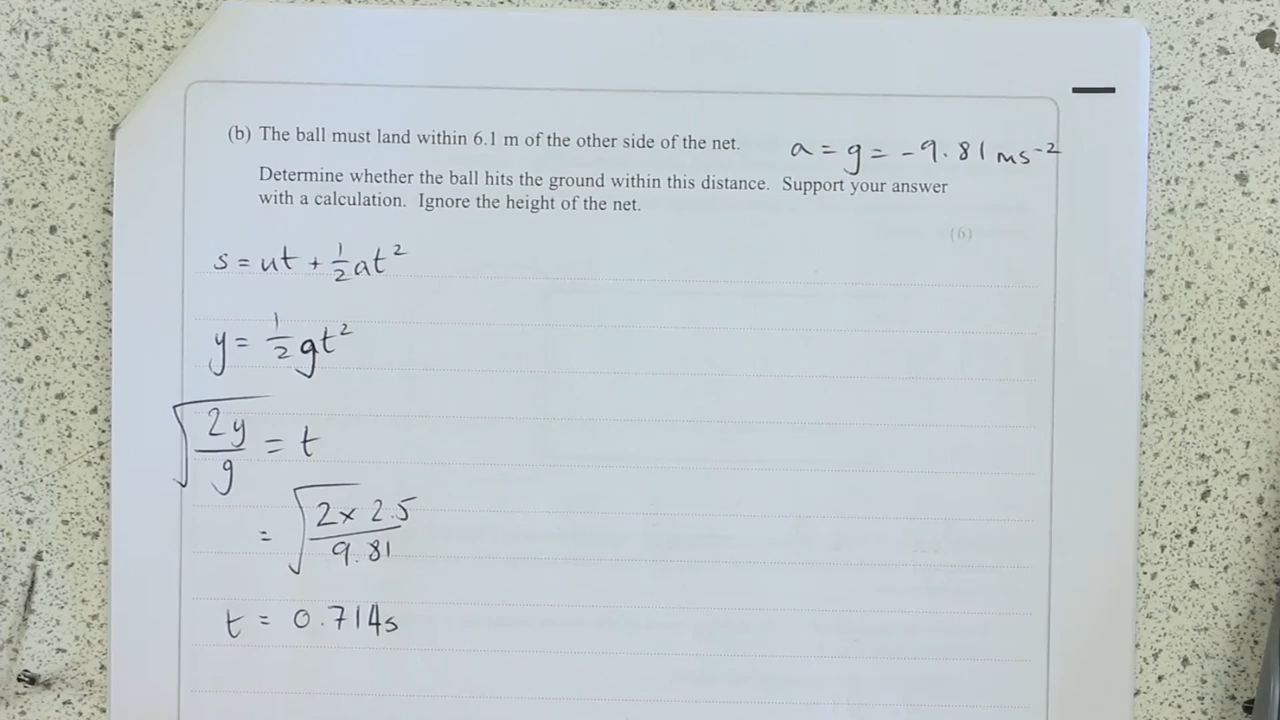 (b) The ball must land within 6.1 m of the other side of the net.
a = g = -9.81 ms⁻²
Determine whether the ball hits the ground within this distance. Support your answer
with a calculation. Ignore the height of the net.
(6)
s = ut + ½at²
y = ½gt²
√(2y/g) = t
= √(2 × 2.5/9.81)
t = 0.714s